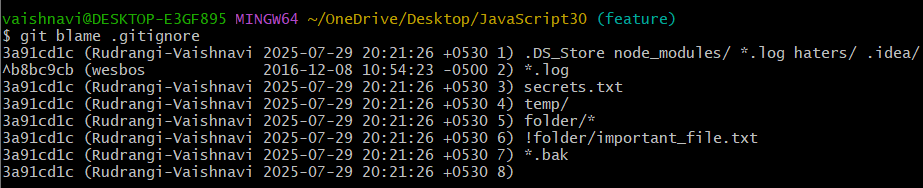 vaishnavi@DESKTOP-E3GF895 MINGW64 ~/OneDrive/Desktop/JavaScript30 (feature)
$ git blame .gitignore
3a91cd1c (Rudrangi-Vaishnavi 2025-07-29 20:21:26 +0530 1) .DS_Store node_modules/ *.log haters/ .idea/
^b8bc9cb (wesbos             2016-12-08 10:54:23 -0500 2) *.log
3a91cd1c (Rudrangi-Vaishnavi 2025-07-29 20:21:26 +0530 3) secrets.txt
3a91cd1c (Rudrangi-Vaishnavi 2025-07-29 20:21:26 +0530 4) temp/
3a91cd1c (Rudrangi-Vaishnavi 2025-07-29 20:21:26 +0530 5) folder/*
3a91cd1c (Rudrangi-Vaishnavi 2025-07-29 20:21:26 +0530 6) !folder/important_file.txt
3a91cd1c (Rudrangi-Vaishnavi 2025-07-29 20:21:26 +0530 7) *.bak
3a91cd1c (Rudrangi-Vaishnavi 2025-07-29 20:21:26 +0530 8)